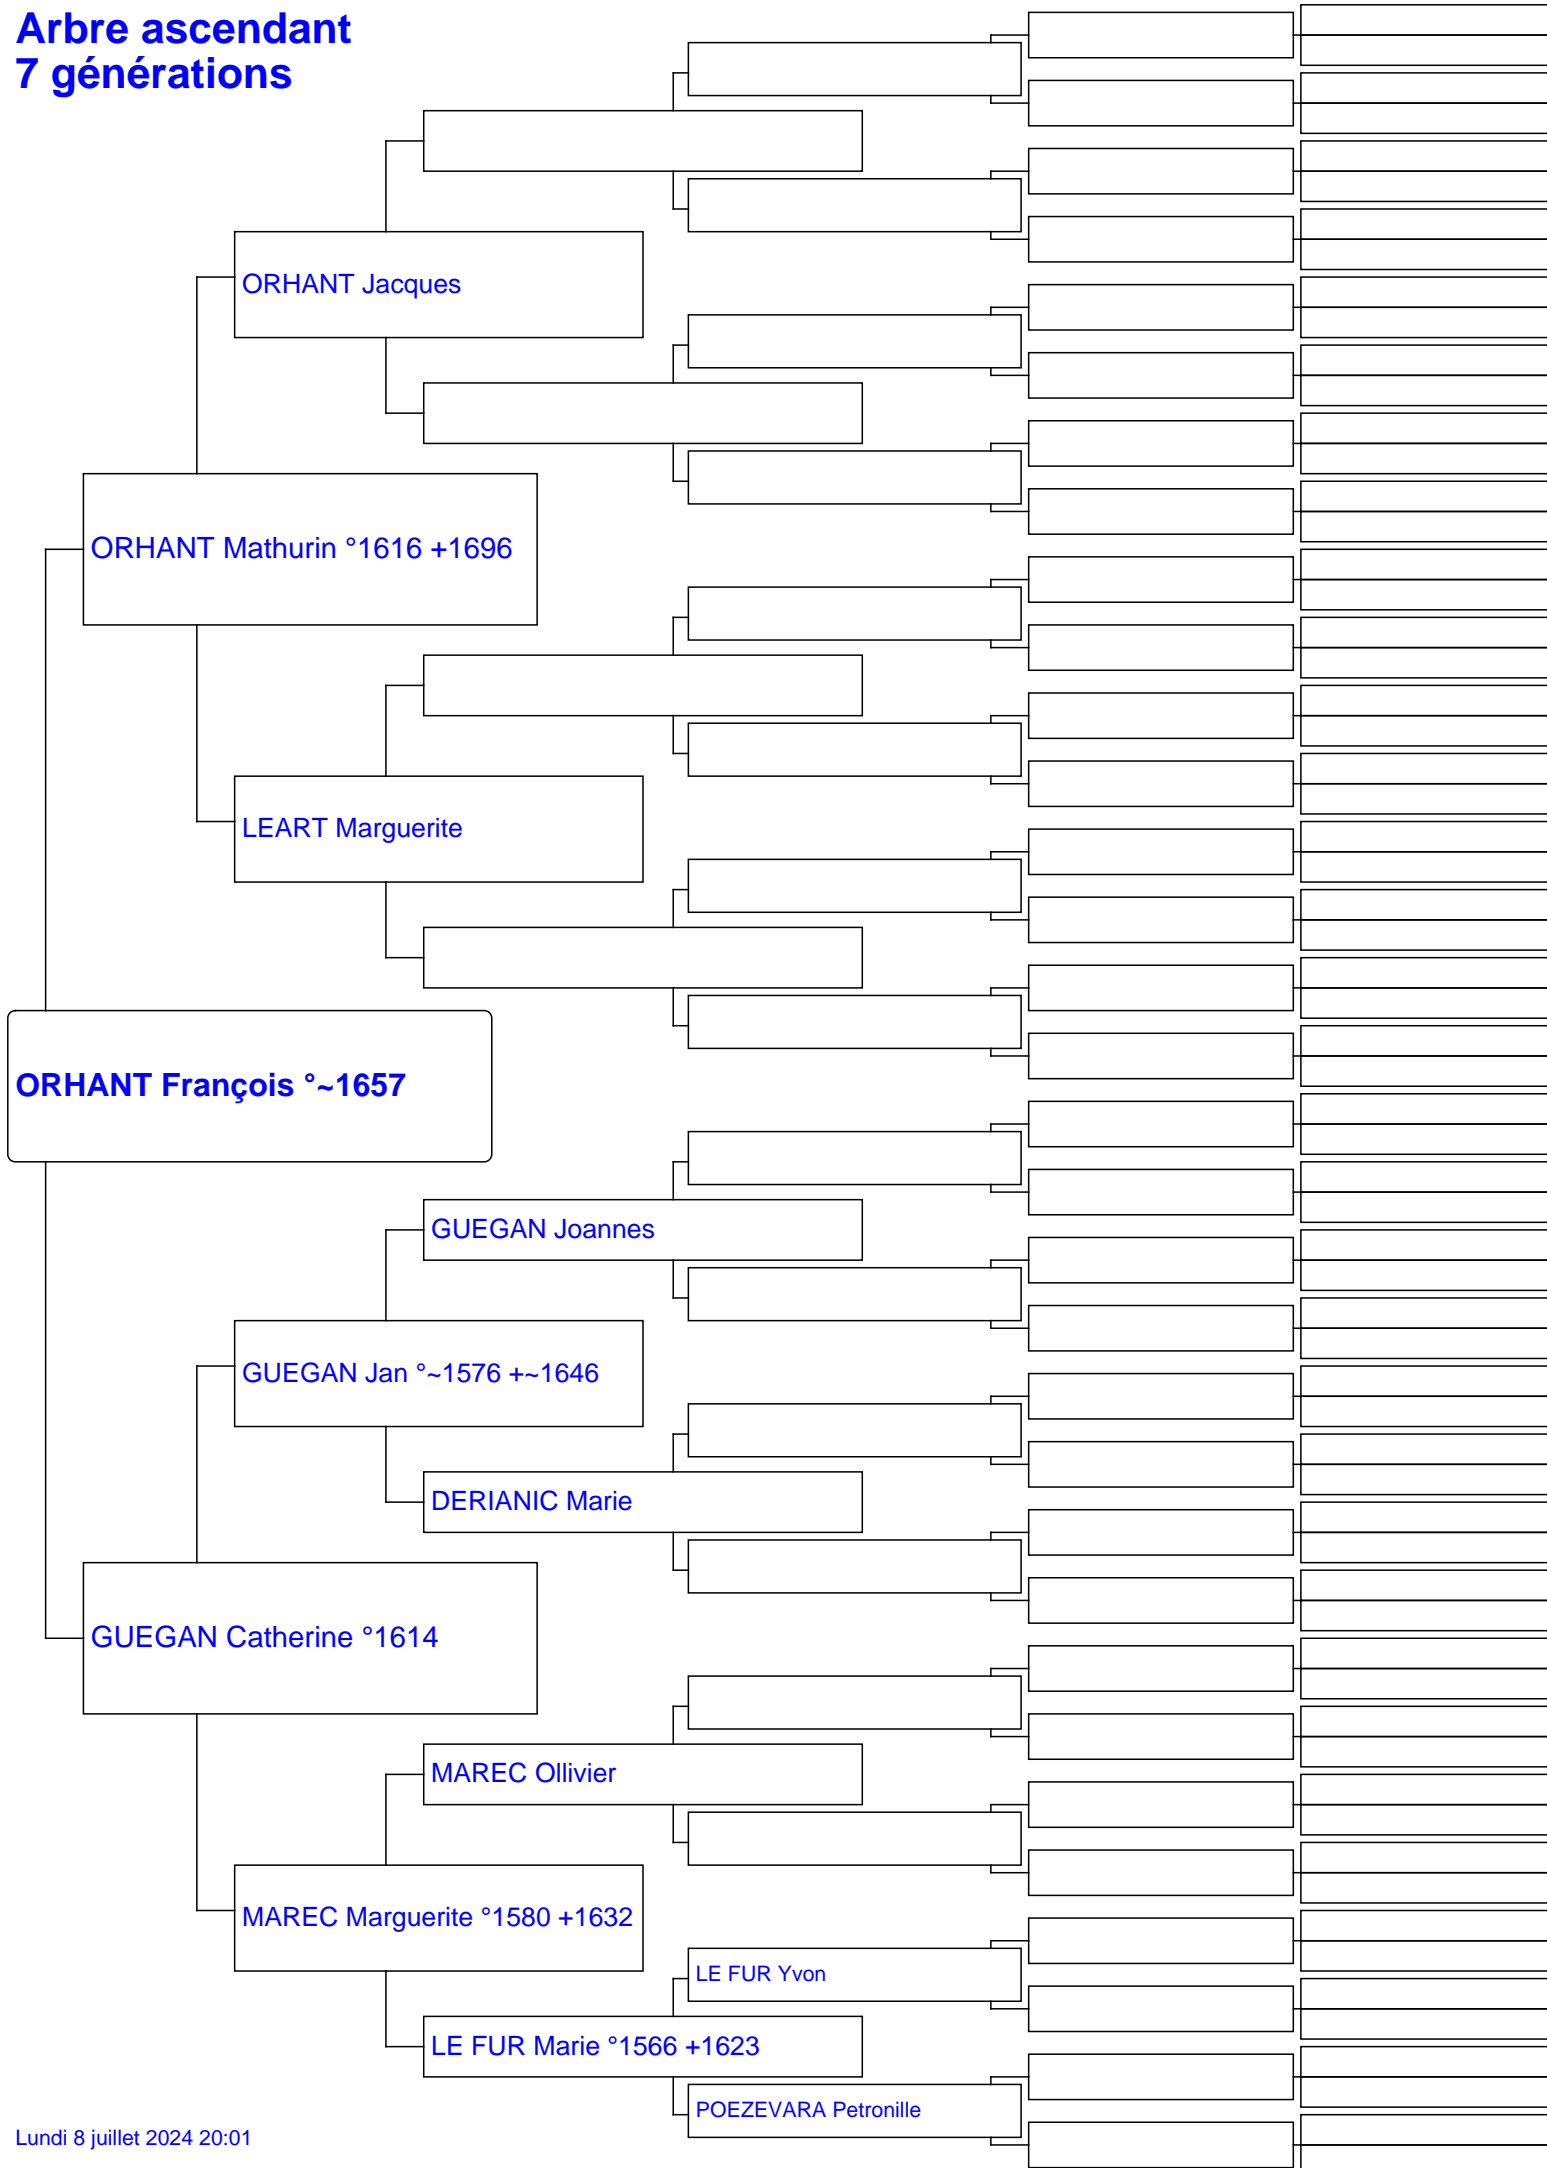 Arbre ascendant
7 générations
ORHANT Jacques
ORHANT Mathurin °1616 +1696
LEART Marguerite
ORHANT François °~1657
GUEGAN Joannes
GUEGAN Jan °~1576 +~1646
DERIANIC Marie
GUEGAN Catherine °1614
MAREC Ollivier
MAREC Marguerite °1580 +1632
LE FUR Yvon
LE FUR Marie °1566 +1623
POEZEVARA Petronille
Lundi 8 juillet 2024 20:01